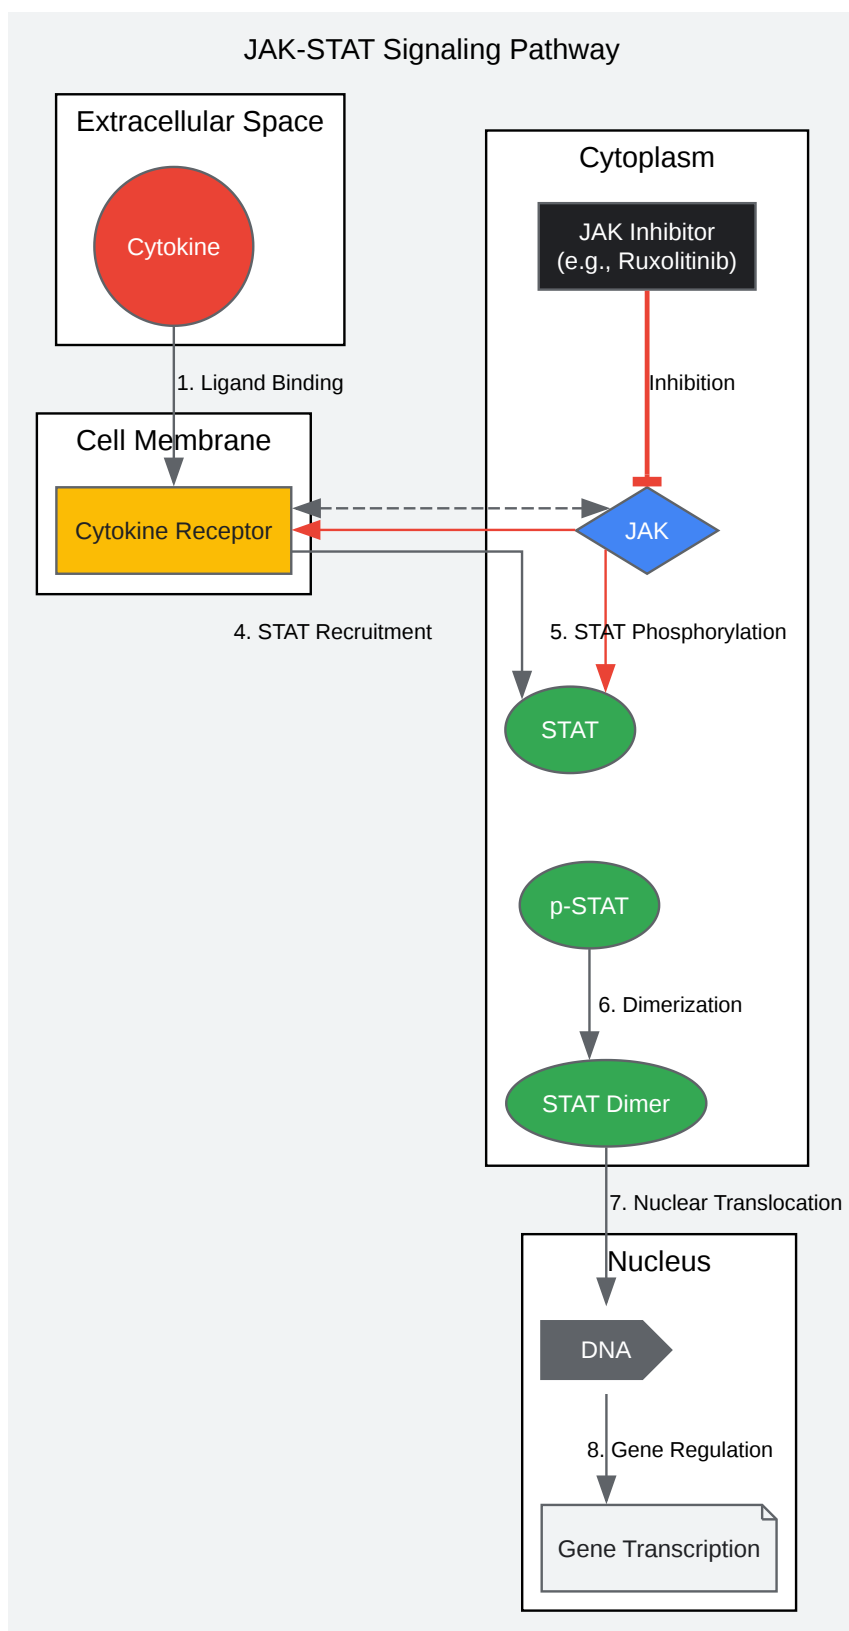 JAK-STAT Signaling Pathway
Extracellular Space
Cytokine
1. Ligand Binding
Cell Membrane
Cytokine Receptor
Cytoplasm
JAK Inhibitor
(e.g., Ruxolitinib)
Inhibition
JAK
4. STAT Recruitment
5. STAT Phosphorylation
STAT
p-STAT
6. Dimerization
STAT Dimer
7. Nuclear Translocation
Nucleus
DNA
8. Gene Regulation
Gene Transcription